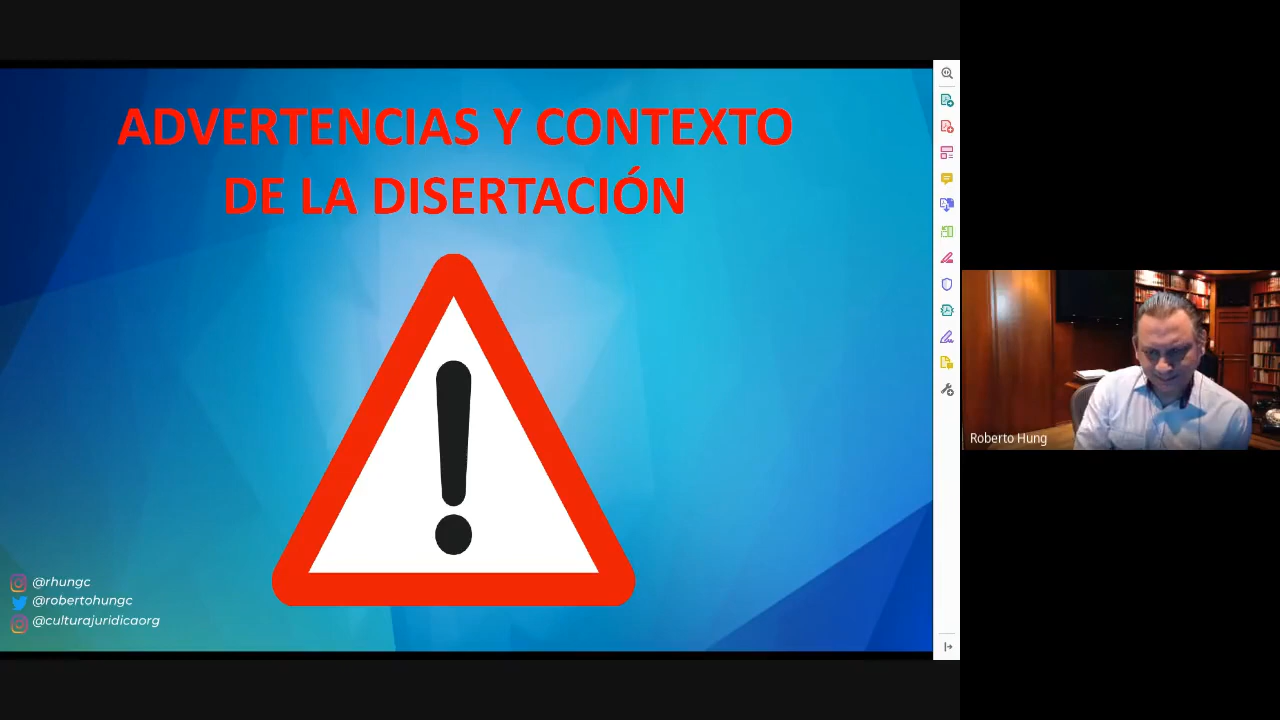 ADVERTENCIAS Y CONTEXTO
DE LA DISERTACIÓN
@rhungc
@robertohungc
@culturajuridicaorg
Roberto Hung